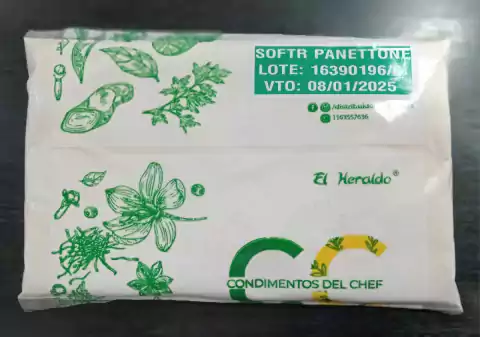 SOFTR PANETTONE
LOTE: 16390196/
VTO: 08/01/2025
El Heraldo®
CONDIMENTOS DEL CHEF